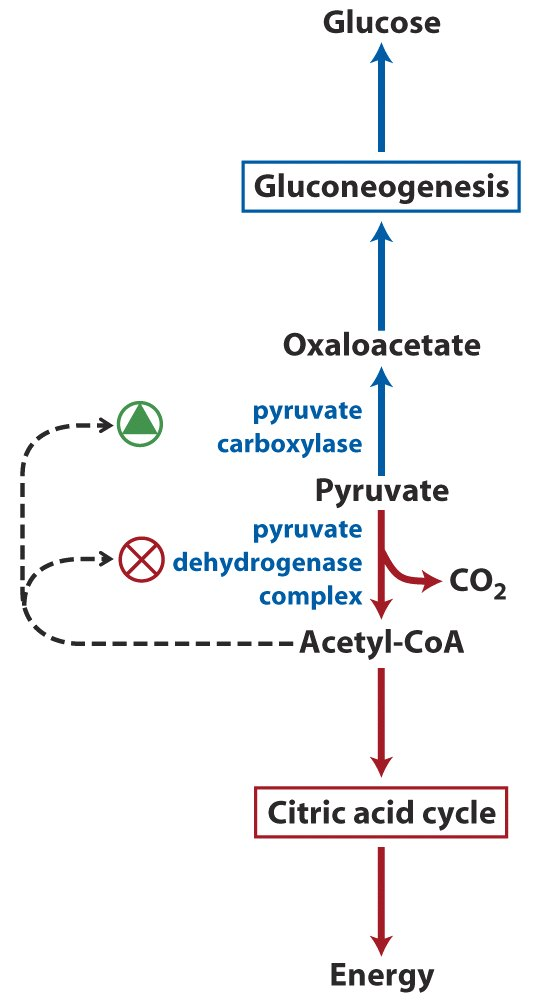 Glucose
Gluconeogenesis
Oxaloacetate
pyruvate
carboxylase
Pyruvate
pyruvate
dehydrogenase
complex
CO₂
Acetyl-CoA
Citric acid cycle
Energy